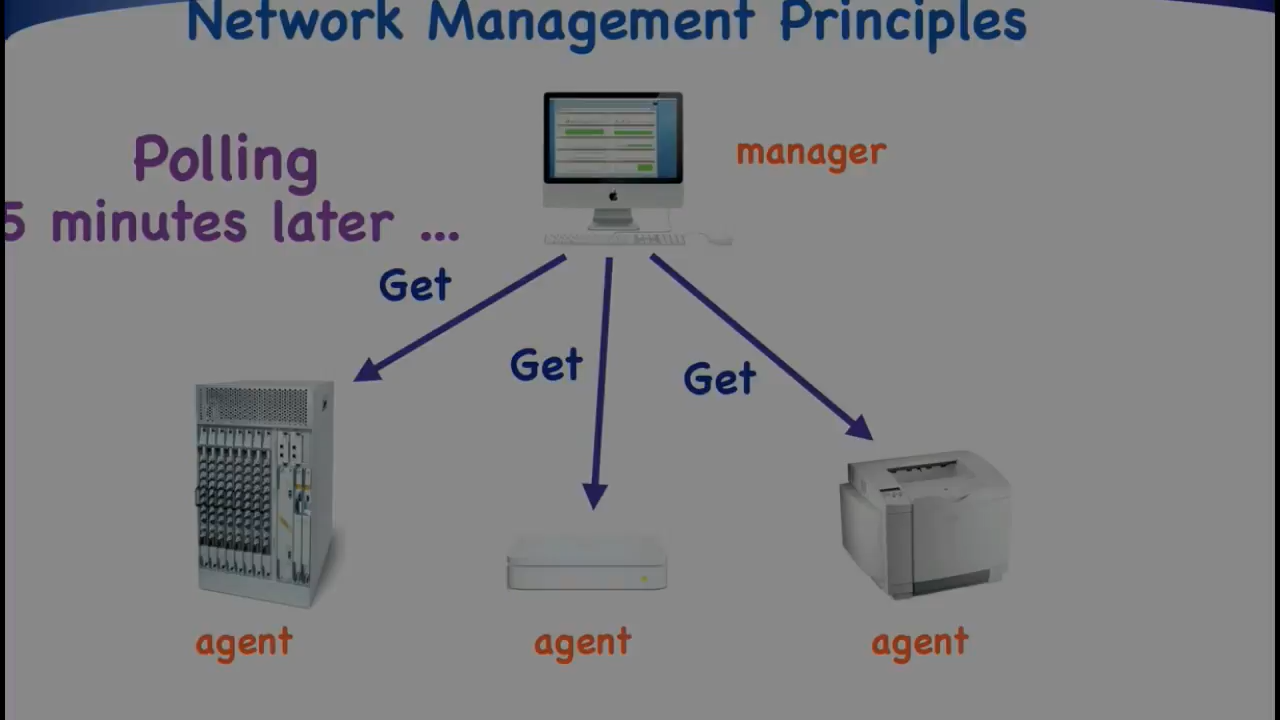 Network Management Principles
manager
Polling
5 minutes later ...
Get
Get
Get
agent
agent
agent